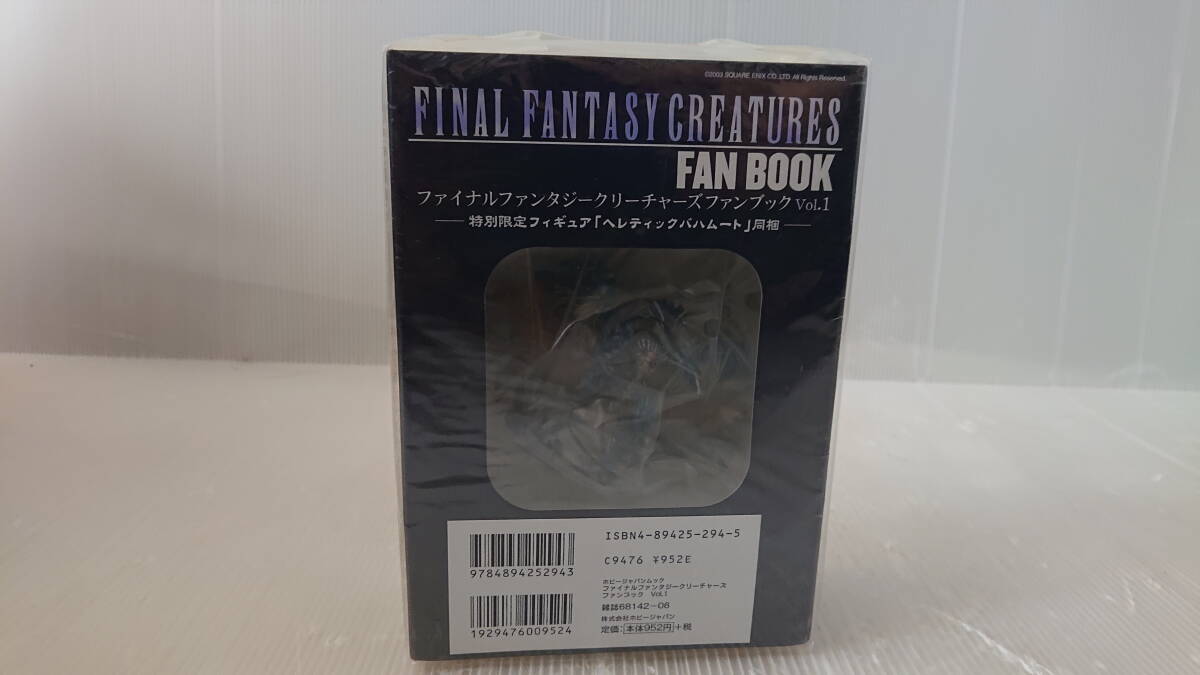 ©2003 SQUARE ENIX CO.,LTD. All Rights Reserved.
FINAL FANTASY CREATURES
FAN BOOK
ファイナルファンタジークリーチャーズファンブック Vol.1
特別限定フィギュア「ヘレティックバハムート」同梱
ISBN4-89425-294-5
C9476 ¥952E
9784894252943
ホビージャパンムック
ファイナルファンタジークリーチャーズ
ファンブック Vol.1
雑誌68142-06
株式会社ホビージャパン
定価:本体952円+税
1929476009524